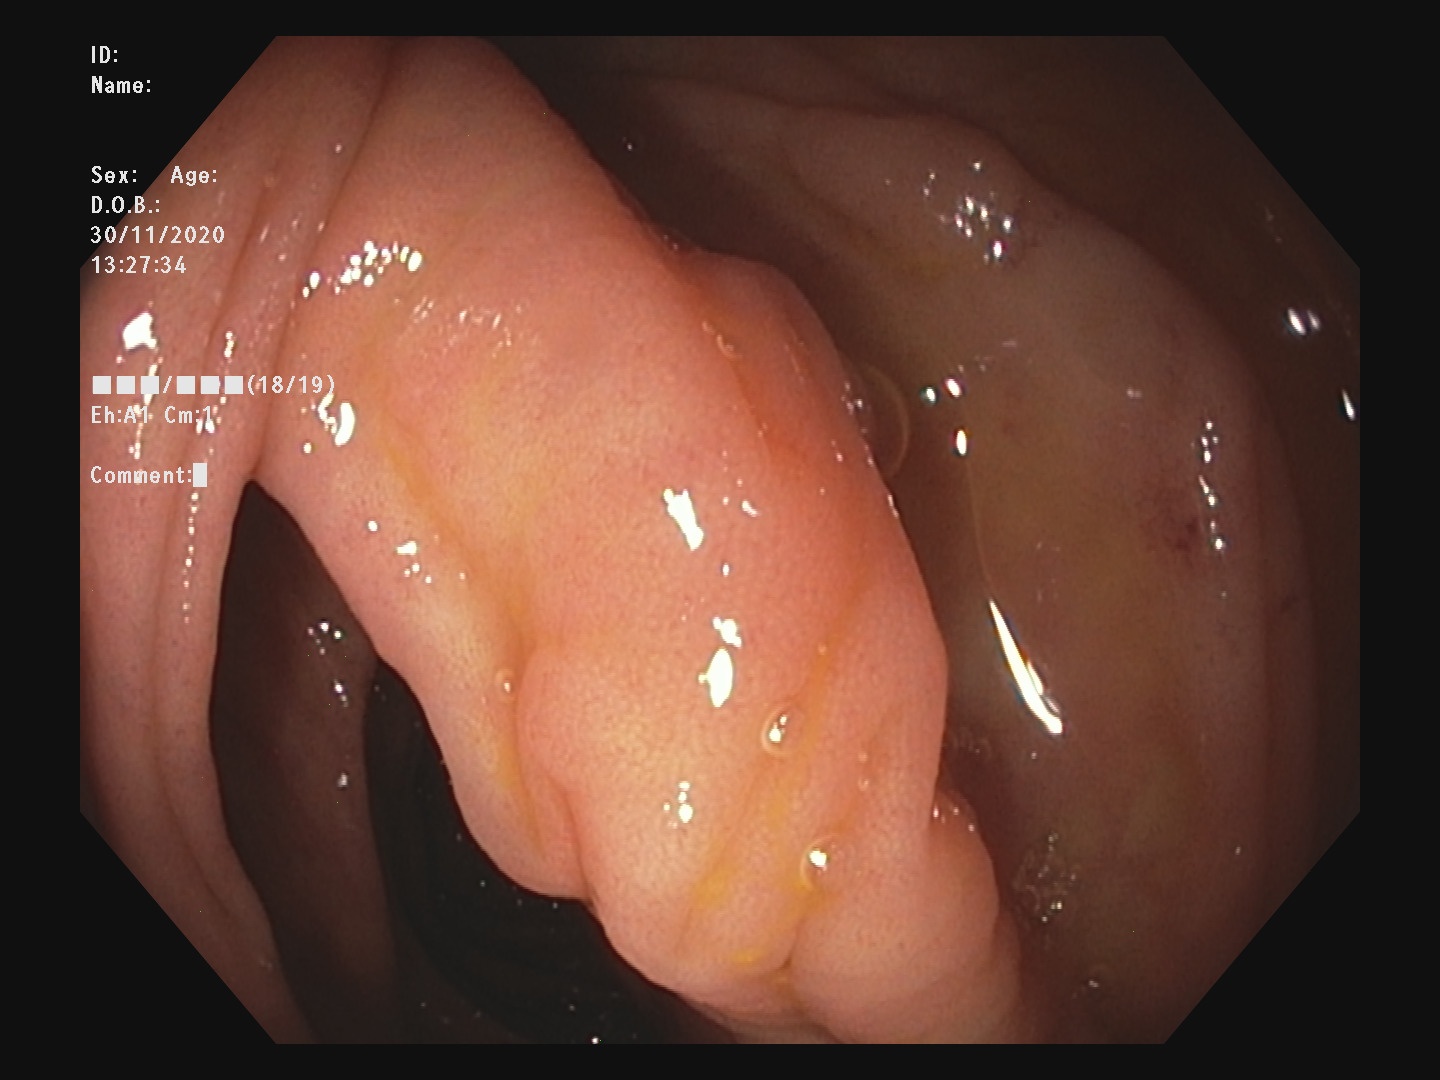 ID:
Name:
Sex: Age:
D.O.B.:
30/11/2020
13:27:34
■■■/■■■(18/19)
Eh:A1 Cm:1
Comment: